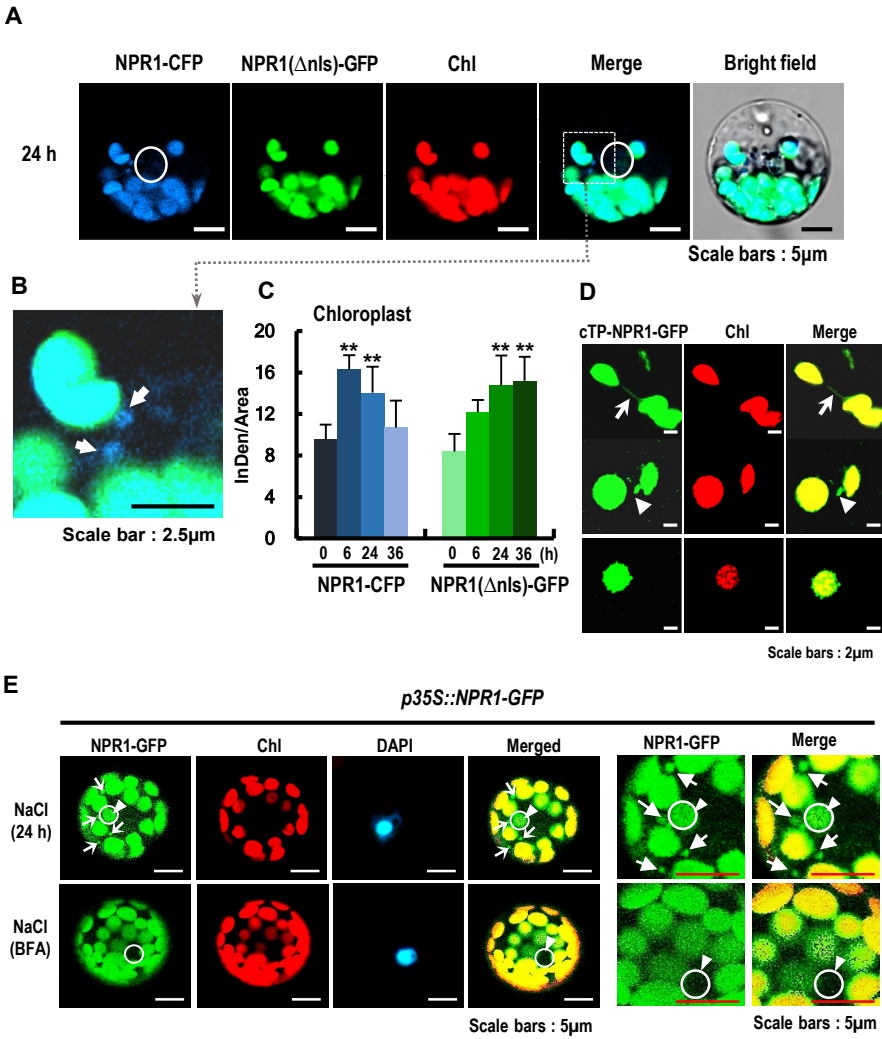 A
NPR1-CFP NPR1(Δnls)-GFP Chl Merge Bright field
24 h
Scale bars : 5µm
B
Scale bar : 2.5µm
C
Chloroplast
InDen/Area
20
16
12
8
4
0
** ** ** **
0 6 24 36 0 6 24 36 (h)
NPR1-CFP NPR1(Δnls)-GFP
D
cTP-NPR1-GFP Chl Merge
Scale bars : 2µm
E
p35S::NPR1-GFP
NPR1-GFP Chl DAPI Merged NPR1-GFP Merge
NaCl
(24 h)
NaCl
(BFA)
Scale bars : 5µm Scale bars : 5µm